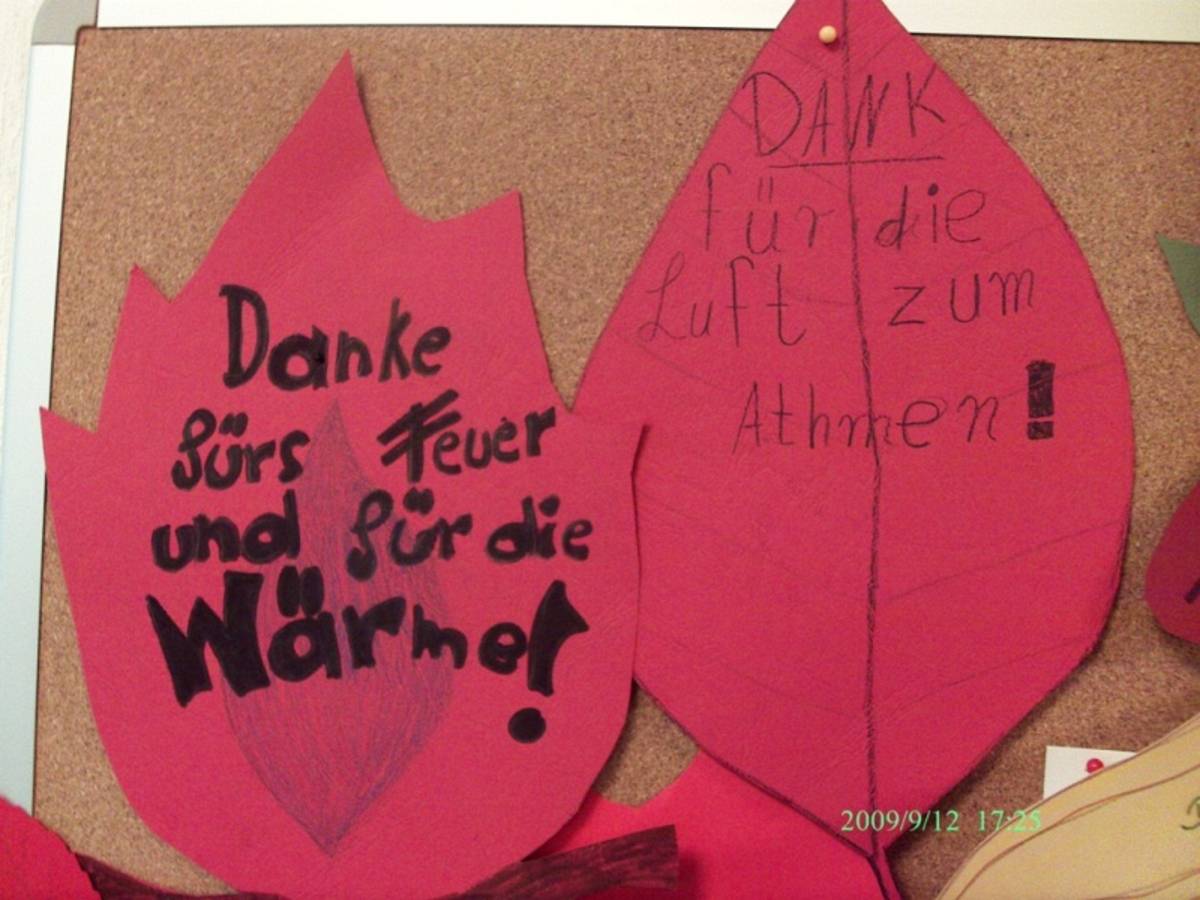 Danke
fürs Feuer
und für die
Wärme!
DANK
für die
Luft zum
Athmen!
2009/9/12 17:25